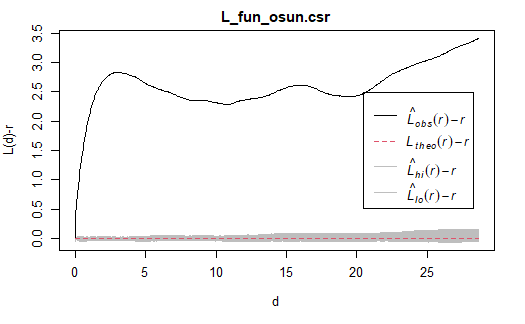 L_fun_osun.csr
L(d)-r
3.5
3.0
2.5
2.0
1.5
1.0
0.5
0.0
L̂obs(r)−r
Ltheo(r)−r
L̂hi(r)−r
L̂lo(r)−r
0 5 10 15 20 25
d